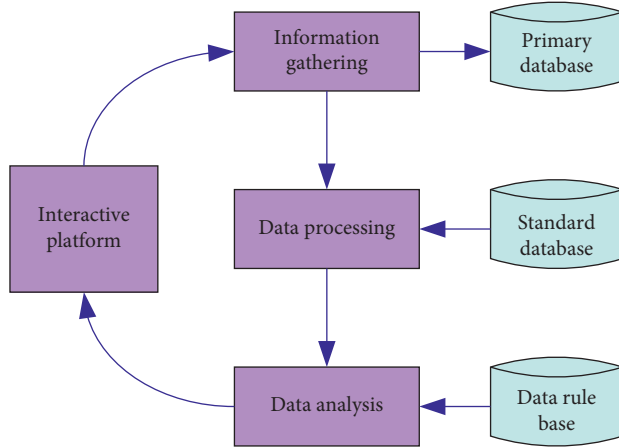 Information
gathering
Primary
database
Interactive
platform
Data processing
Standard
database
Data analysis
Data rule
base